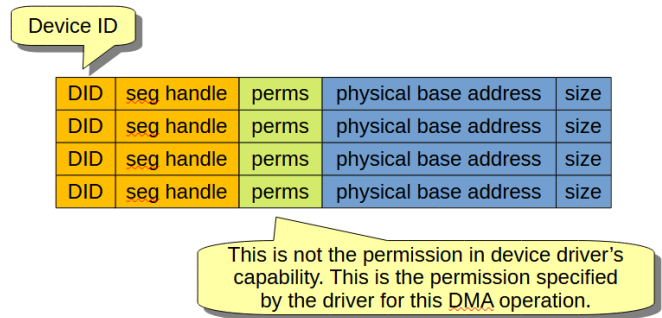 Device ID
DID seg handle perms physical base address size
DID seg handle perms physical base address size
DID seg handle perms physical base address size
DID seg handle perms physical base address size
This is not the permission in device driver's
capability. This is the permission specified
by the driver for this DMA operation.